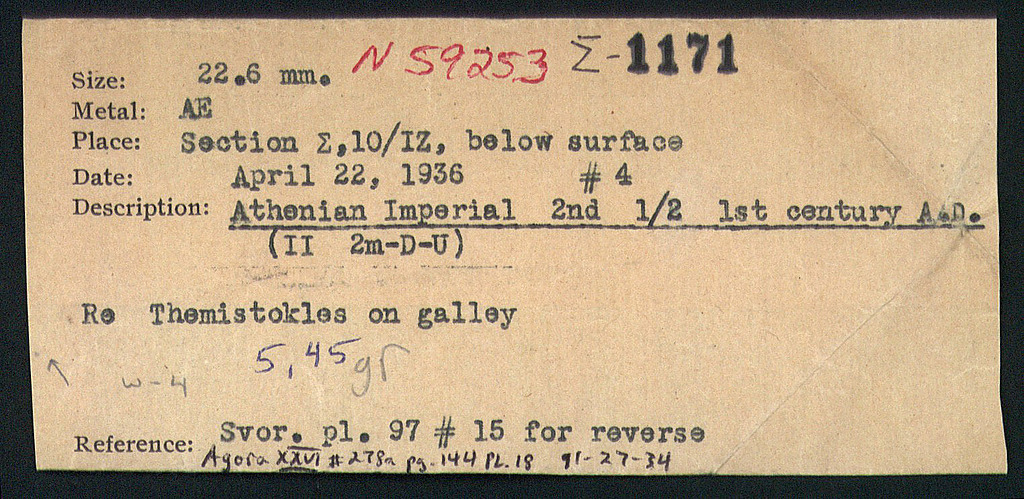 N 59253 Σ-1171
Size: 22.6 mm.
Metal: AE
Place: Section Σ,10/IZ, below surface
Date: April 22, 1936 # 4
Description: Athenian Imperial 2nd 1/2 1st century A.D.
(II 2m-D-U)
Re Themistokles on galley
5,45 gr
w-4
Reference: Svor. pl. 97 # 15 for reverse
Agora XXVI #278a pg. 144 PL. 18 91-27-34